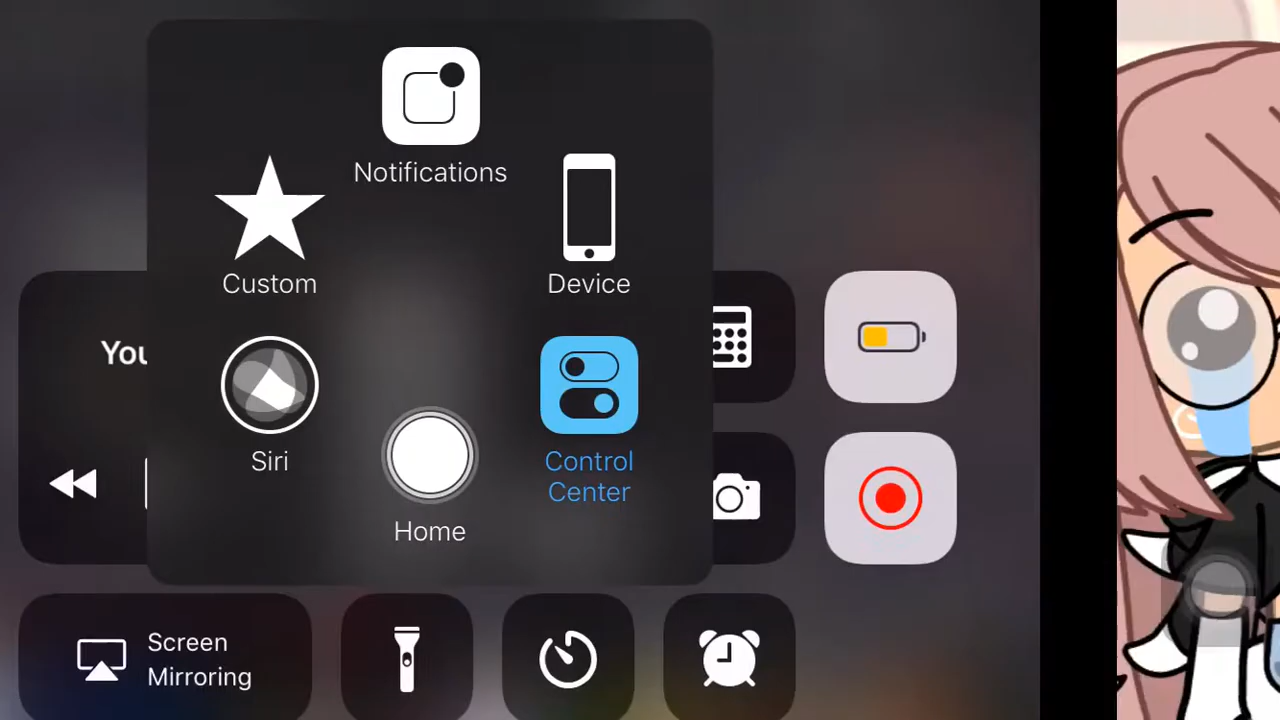 Notifications
Custom
Device
You
Siri
Control
Center
Home
Screen
Mirroring